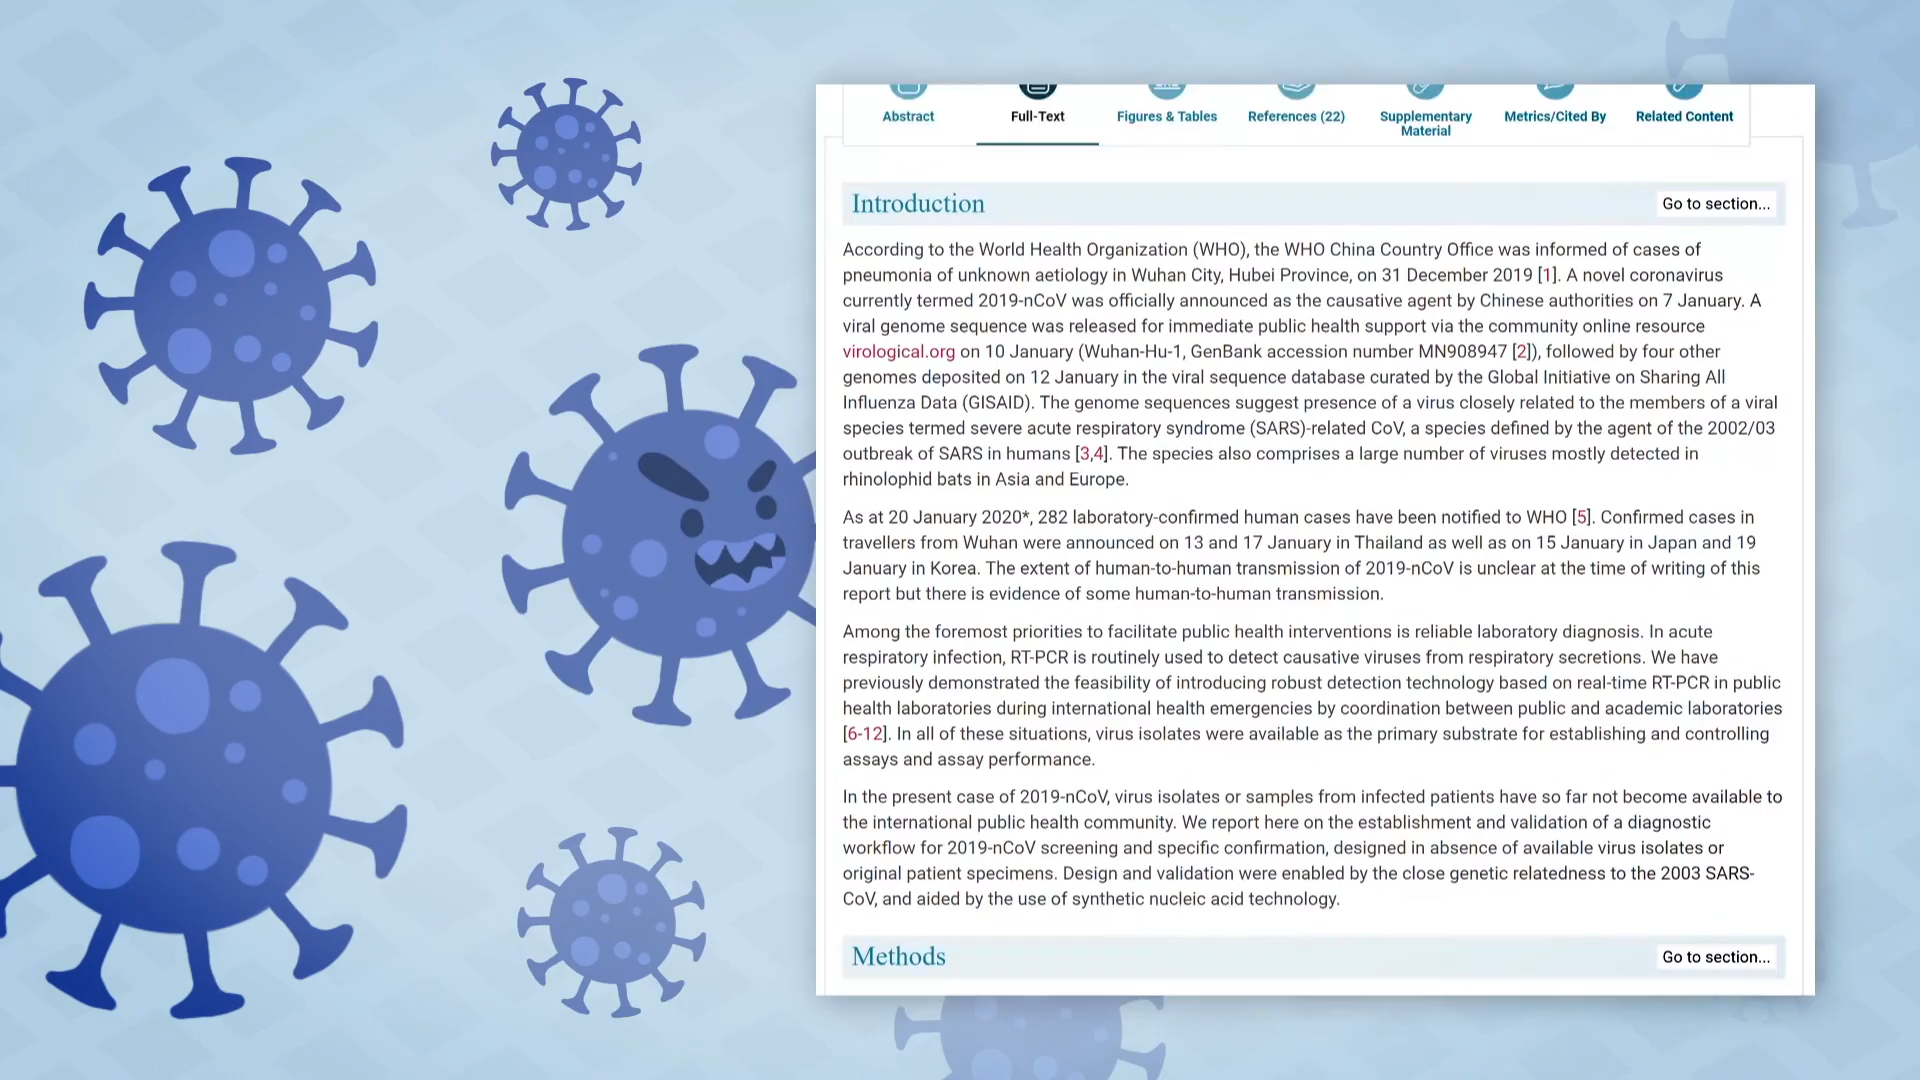 Abstract
Full-Text
Figures & Tables
References (22)
Supplementary
Material
Metrics/Cited By
Related Content
Introduction
Go to section...
According to the World Health Organization (WHO), the WHO China Country Office was informed of cases of
pneumonia of unknown aetiology in Wuhan City, Hubei Province, on 31 December 2019 [1]. A novel coronavirus
currently termed 2019-nCoV was officially announced as the causative agent by Chinese authorities on 7 January. A
viral genome sequence was released for immediate public health support via the community online resource
virological.org on 10 January (Wuhan-Hu-1, GenBank accession number MN908947 [2]), followed by four other
genomes deposited on 12 January in the viral sequence database curated by the Global Initiative on Sharing All
Influenza Data (GISAID). The genome sequences suggest presence of a virus closely related to the members of a viral
species termed severe acute respiratory syndrome (SARS)-related CoV, a species defined by the agent of the 2002/03
outbreak of SARS in humans [3,4]. The species also comprises a large number of viruses mostly detected in
rhinolophid bats in Asia and Europe.
As at 20 January 2020*, 282 laboratory-confirmed human cases have been notified to WHO [5]. Confirmed cases in
travellers from Wuhan were announced on 13 and 17 January in Thailand as well as on 15 January in Japan and 19
January in Korea. The extent of human-to-human transmission of 2019-nCoV is unclear at the time of writing of this
report but there is evidence of some human-to-human transmission.
Among the foremost priorities to facilitate public health interventions is reliable laboratory diagnosis. In acute
respiratory infection, RT-PCR is routinely used to detect causative viruses from respiratory secretions. We have
previously demonstrated the feasibility of introducing robust detection technology based on real-time RT-PCR in public
health laboratories during international health emergencies by coordination between public and academic laboratories
[6-12]. In all of these situations, virus isolates were available as the primary substrate for establishing and controlling
assays and assay performance.
In the present case of 2019-nCoV, virus isolates or samples from infected patients have so far not become available to
the international public health community. We report here on the establishment and validation of a diagnostic
workflow for 2019-nCoV screening and specific confirmation, designed in absence of available virus isolates or
original patient specimens. Design and validation were enabled by the close genetic relatedness to the 2003 SARS-
CoV, and aided by the use of synthetic nucleic acid technology.
Methods
Go to section...